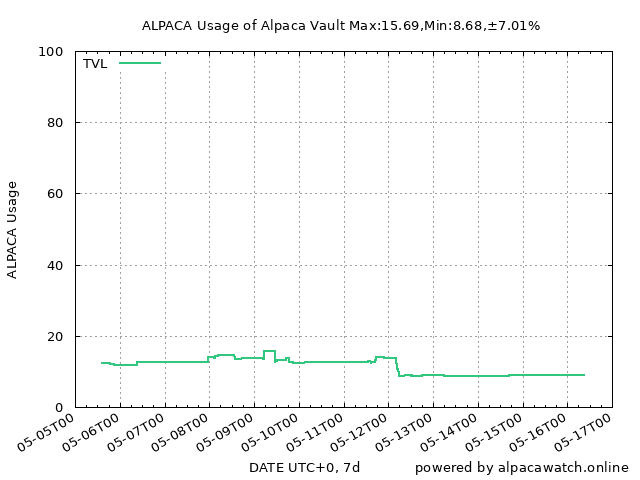 ALPACA Usage of Alpaca Vault Max:15.69,Min:8.68,±7.01%
100
TVL
80
60
ALPACA Usage
40
20
0
05-05T00 05-06T00 05-07T00 05-08T00 05-09T00 05-10T00 05-11T00 05-12T00 05-13T00 05-14T00 05-15T00 05-16T00 05-17T00
DATE UTC+0, 7d powered by alpacawatch.online